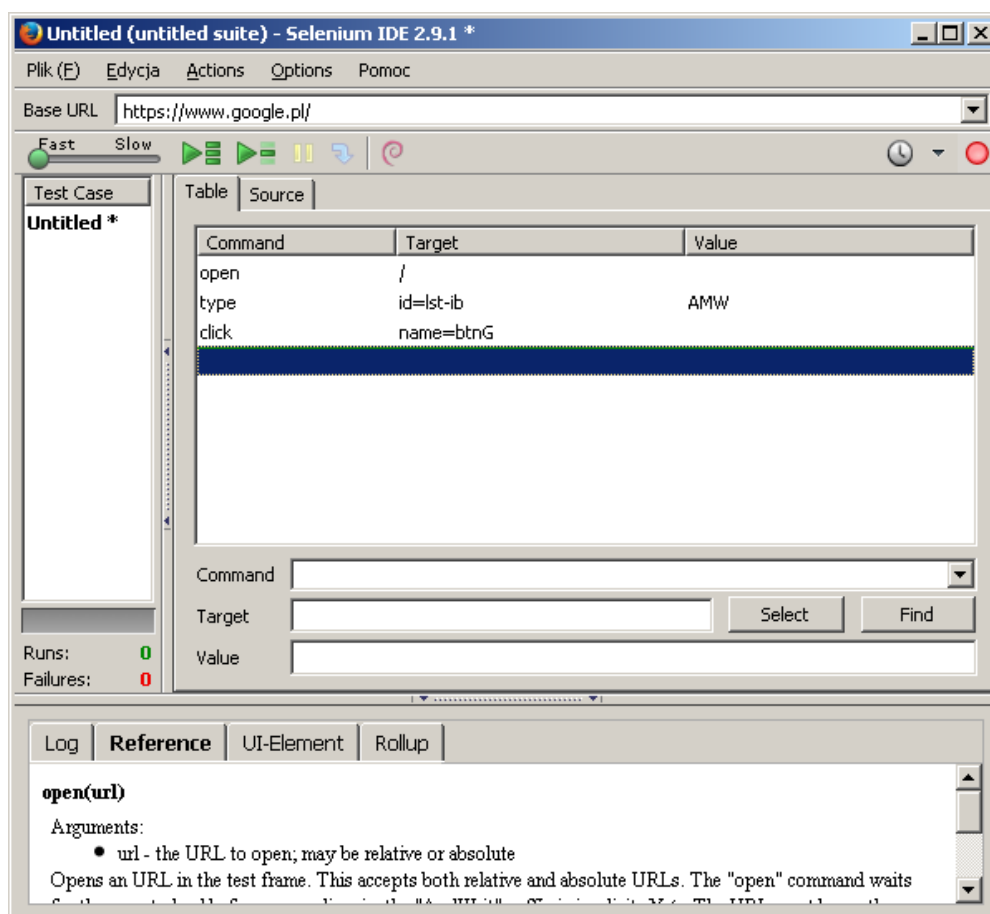 Untitled (untitled suite) - Selenium IDE 2.9.1 *
Plik (F) Edycja Actions Options Pomoc
Base URL https://www.google.pl/
Fast Slow
Test Case
Untitled *
Table Source
Command Target Value
open /
type id=lst-ib AMW
click name=btnG
Command
Target Select Find
Value
Runs: 0
Failures: 0
Log Reference UI-Element Rollup
open(url)
Arguments:
• url - the URL to open; may be relative or absolute
Opens an URL in the test frame. This accepts both relative and absolute URLs. The "open" command waits